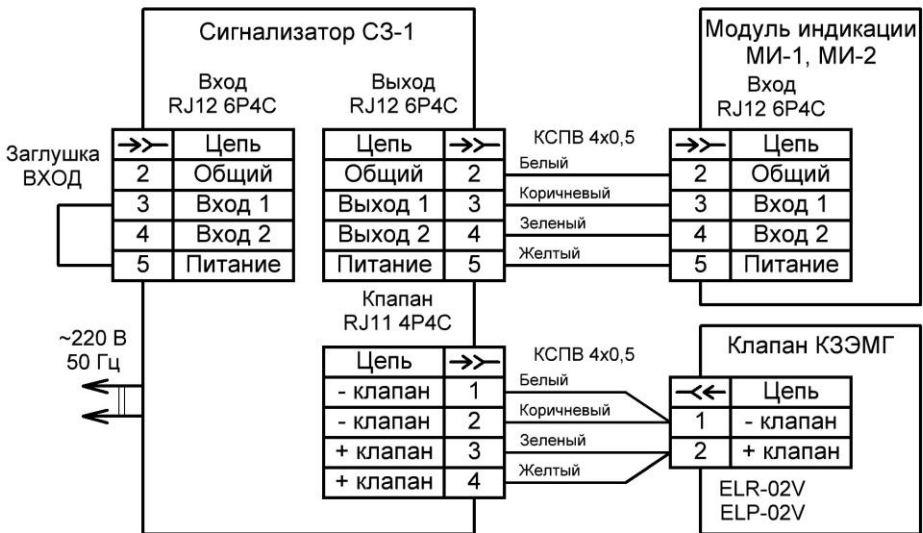 Сигнализатор СЗ-1
Вход
RJ12 6P4C
Заглушка
ВХОД
Цепь
2 Общий
3 Вход 1
4 Вход 2
5 Питание
~220 В
50 Гц
Выход
RJ12 6P4C
Цепь
Общий 2
Выход 1 3
Выход 2 4
Питание 5
КСПВ 4x0,5
Белый
Коричневый
Зеленый
Желтый
Модуль индикации
МИ-1, МИ-2
Вход
RJ12 6P4C
Цепь
2 Общий
3 Вход 1
4 Вход 2
5 Питание
Кпапан
RJ11 4P4C
Цепь
- клапан 1
- клапан 2
+ клапан 3
+ клапан 4
КСПВ 4x0,5
Белый
Коричневый
Зеленый
Желтый
Клапан КЗЭМГ
Цепь
1 - клапан
2 + клапан
ELR-02V
ELP-02V